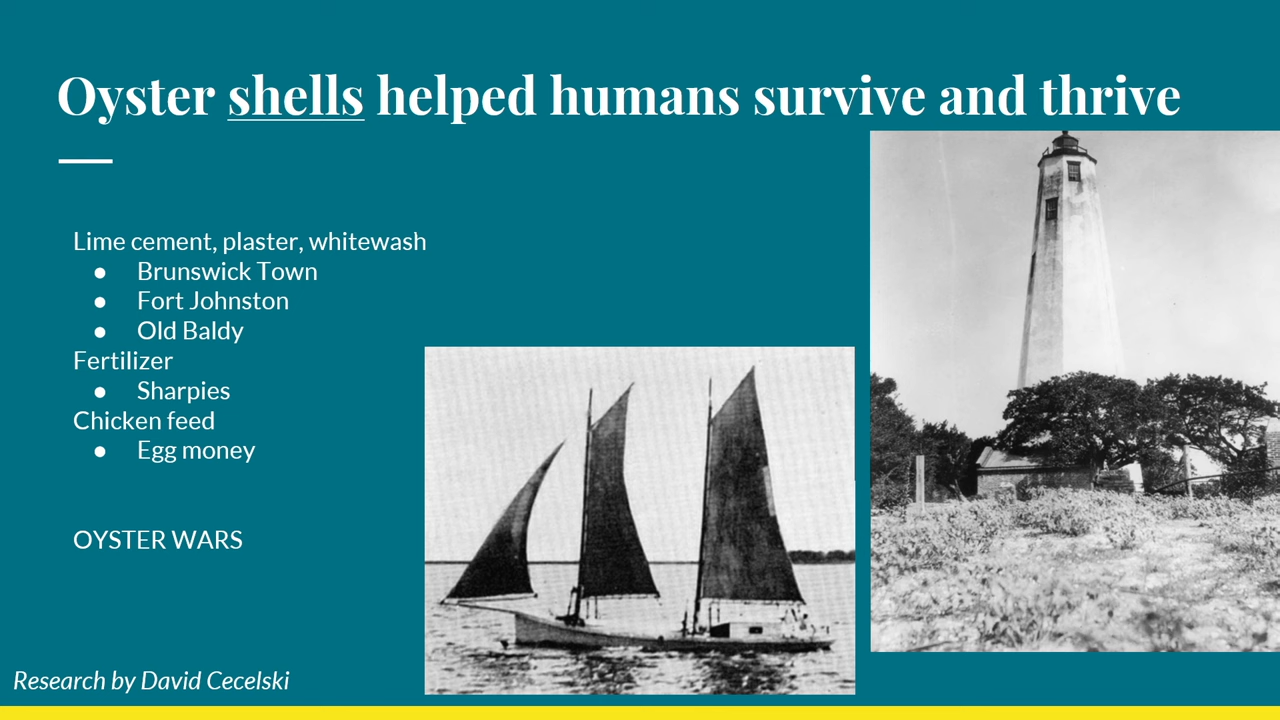 Oyster shells helped humans survive and thrive
Lime cement, plaster, whitewash
● Brunswick Town
● Fort Johnston
● Old Baldy
Fertilizer
● Sharpies
Chicken feed
● Egg money
OYSTER WARS
Research by David Cecelski